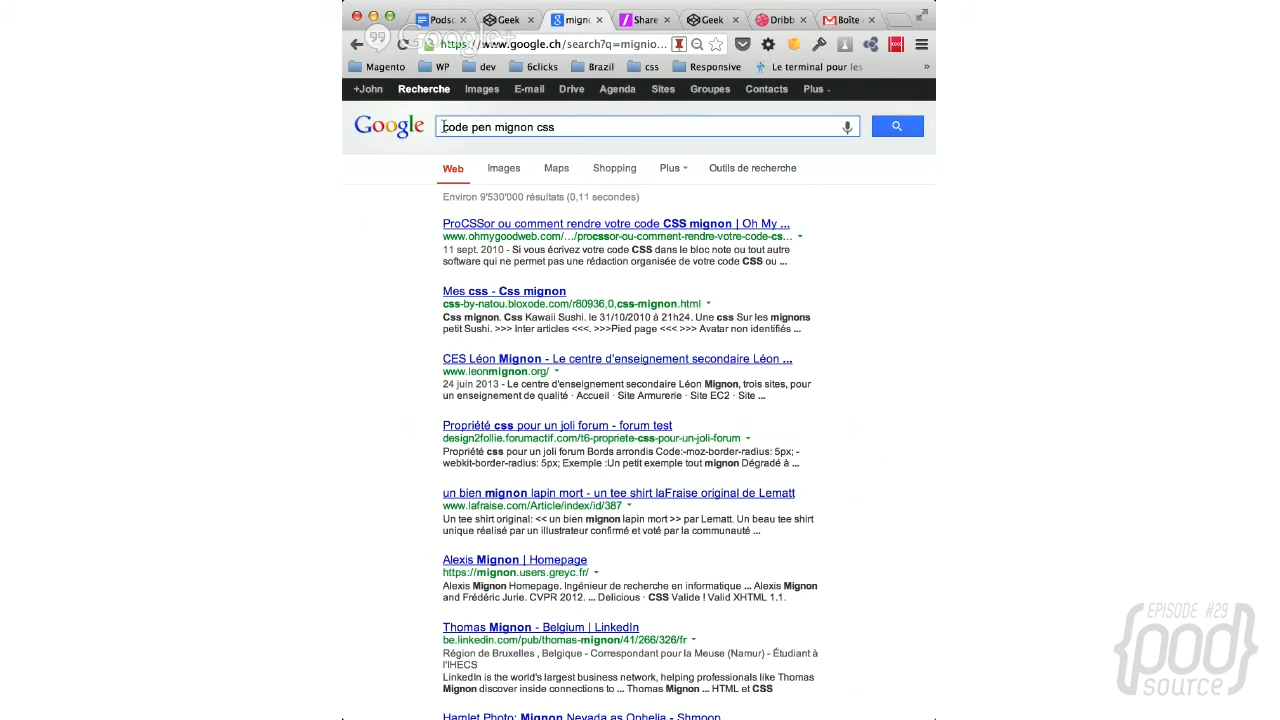 Podsc
Geek
migno
Share
Geek
Dribb
Boîte
Google+
https://www.google.ch/search?q=mignio...
Magento
WP
dev
6clicks
Brazil
css
Responsive
Le terminal pour les
»
+John Recherche Images E-mail Drive Agenda Sites Groupes Contacts Plus
Google
code pen mignon css
Web Images Maps Shopping Plus Outils de recherche
Environ 9'530'000 résultats (0,11 secondes)
ProCSSor ou comment rendre votre code CSS mignon | Oh My ...
www.ohmygoodweb.com/.../procssor-ou-comment-rendre-votre-code-cs...
11 sept. 2010 - Si vous écrivez votre code CSS dans le bloc note ou tout autre
software qui ne permet pas une rédaction organisée de votre code CSS ou ...
Mes css - Css mignon
css-by-natou.bloxode.com/r80936,0,css-mignon.html
Css mignon. Css Kawaii Sushi. le 31/10/2010 à 21h24. Une css Sur les mignons
petit Sushi. >>> Inter articles <<<. >>>Pied page <<< >>> Avatar non identifiés ...
CES Léon Mignon - Le centre d'enseignement secondaire Léon ...
www.leonmignon.org/
24 juin 2013 - Le centre d'enseignement secondaire Léon Mignon, trois sites, pour
un enseignement de qualité · Accueil · Site Armurerie · Site EC2 · Site ...
Propriété css pour un joli forum - forum test
design2follie.forumactif.com/t6-propriete-css-pour-un-joli-forum
Propriété css pour un joli forum Bords arrondis Code:-moz-border-radius: 5px; -
webkit-border-radius: 5px; Exemple :Un petit exemple tout mignon Dégradé à ...
un bien mignon lapin mort - un tee shirt laFraise original de Lematt
www.lafraise.com/Article/index/id/387
Un tee shirt original: << un bien mignon lapin mort >> par Lematt. Un beau tee shirt
unique réalisé par un illustrateur confirmé et voté par la communauté ...
Alexis Mignon | Homepage
https://mignon.users.greyc.fr/
Alexis Mignon Homepage. Ingénieur de recherche en informatique ... Alexis Mignon
and Frédéric Jurie. CVPR 2012. ... Delicious · CSS Valide ! Valid XHTML 1.1.
Thomas Mignon - Belgium | LinkedIn
be.linkedin.com/pub/thomas-mignon/41/266/326/fr
Région de Bruxelles , Belgique - Correspondant pour la Meuse (Namur) - Étudiant à
l'IHECS
LinkedIn is the world's largest business network, helping professionals like Thomas
Mignon discover inside connections to ... Thomas Mignon ... HTML et CSS
Hamlet Photo: Mignon Nevada as Ophelia - Shmoop
EPISODE #29
{pod
source}